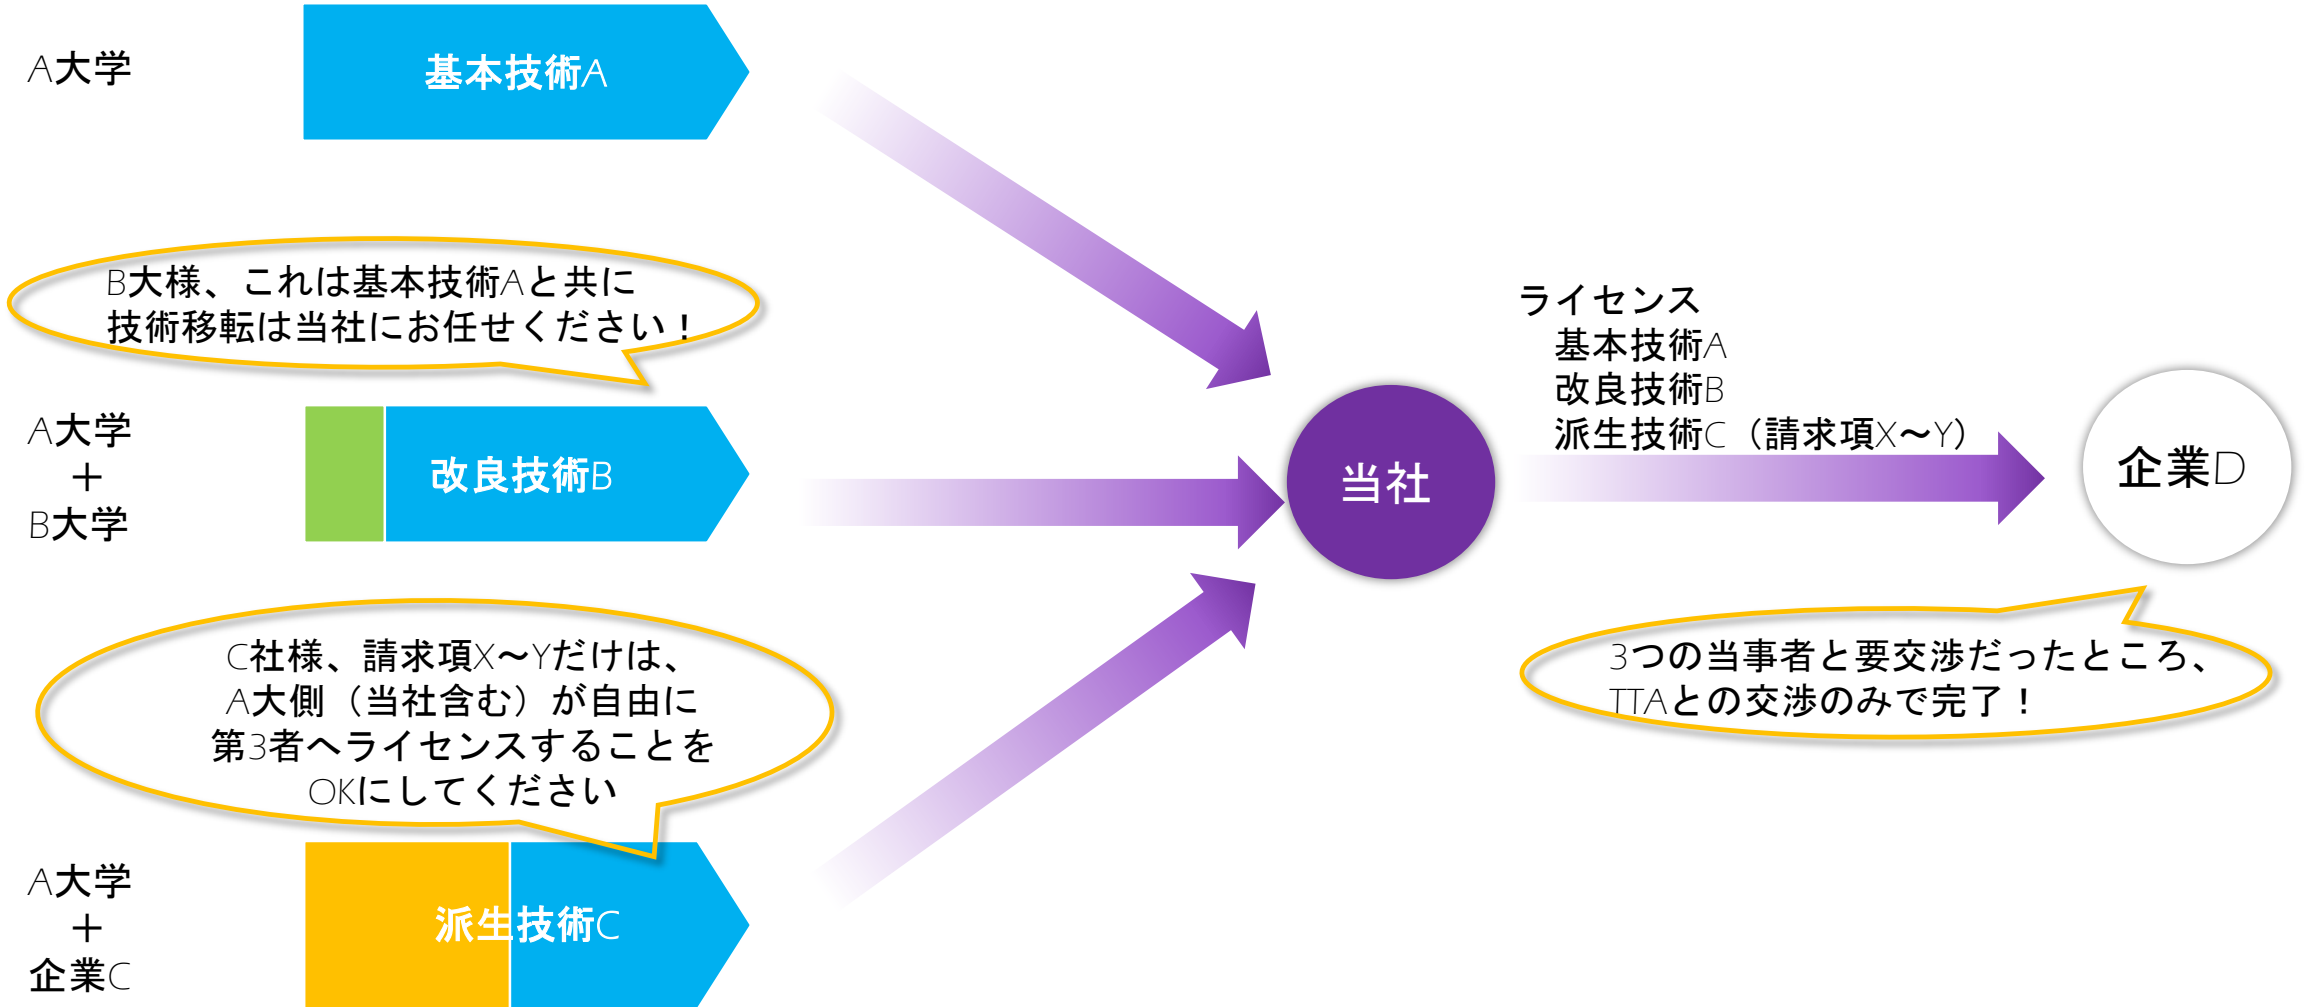 A大学
基本技術A
B大様、これは基本技術Aと共に
技術移転は当社にお任せください！
A大学
＋
B大学
改良技術B
C社様、請求項X～Yだけは、
A大側（当社含む）が自由に
第3者へライセンスすることを
OKにしてください
A大学
＋
企業C
派生技術C
当社
ライセンス
基本技術A
改良技術B
派生技術C（請求項X～Y）
企業D
3つの当事者と要交渉だったところ、
TTAとの交渉のみで完了！